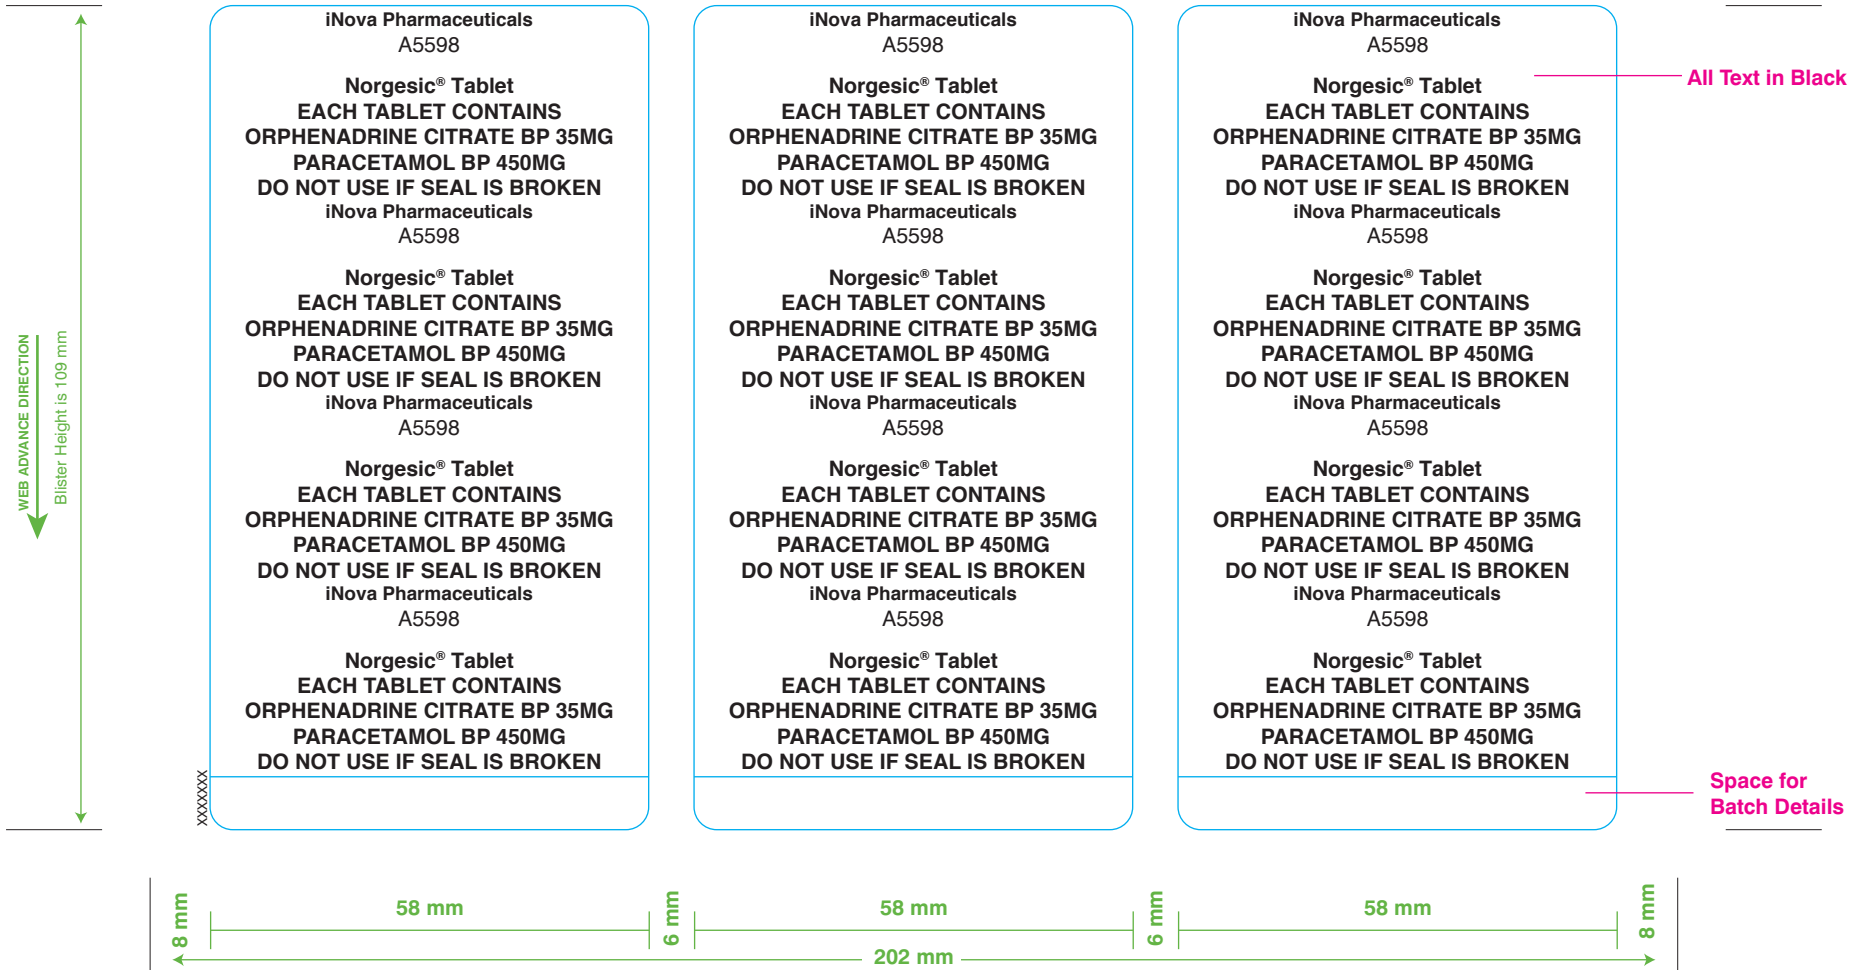 iNova Pharmaceuticals
A5598
Norgesic® Tablet
EACH TABLET CONTAINS
ORPHENADRINE CITRATE BP 35MG
PARACETAMOL BP 450MG
DO NOT USE IF SEAL IS BROKEN
iNova Pharmaceuticals
A5598
Norgesic® Tablet
EACH TABLET CONTAINS
ORPHENADRINE CITRATE BP 35MG
PARACETAMOL BP 450MG
DO NOT USE IF SEAL IS BROKEN
iNova Pharmaceuticals
A5598
Norgesic® Tablet
EACH TABLET CONTAINS
ORPHENADRINE CITRATE BP 35MG
PARACETAMOL BP 450MG
DO NOT USE IF SEAL IS BROKEN
iNova Pharmaceuticals
A5598
Norgesic® Tablet
EACH TABLET CONTAINS
ORPHENADRINE CITRATE BP 35MG
PARACETAMOL BP 450MG
DO NOT USE IF SEAL IS BROKEN
iNova Pharmaceuticals
A5598
Norgesic® Tablet
EACH TABLET CONTAINS
ORPHENADRINE CITRATE BP 35MG
PARACETAMOL BP 450MG
DO NOT USE IF SEAL IS BROKEN
iNova Pharmaceuticals
A5598
Norgesic® Tablet
EACH TABLET CONTAINS
ORPHENADRINE CITRATE BP 35MG
PARACETAMOL BP 450MG
DO NOT USE IF SEAL IS BROKEN
iNova Pharmaceuticals
A5598
Norgesic® Tablet
EACH TABLET CONTAINS
ORPHENADRINE CITRATE BP 35MG
PARACETAMOL BP 450MG
DO NOT USE IF SEAL IS BROKEN
iNova Pharmaceuticals
A5598
Norgesic® Tablet
EACH TABLET CONTAINS
ORPHENADRINE CITRATE BP 35MG
PARACETAMOL BP 450MG
DO NOT USE IF SEAL IS BROKEN
iNova Pharmaceuticals
A5598
Norgesic® Tablet
EACH TABLET CONTAINS
ORPHENADRINE CITRATE BP 35MG
PARACETAMOL BP 450MG
DO NOT USE IF SEAL IS BROKEN
iNova Pharmaceuticals
A5598
Norgesic® Tablet
EACH TABLET CONTAINS
ORPHENADRINE CITRATE BP 35MG
PARACETAMOL BP 450MG
DO NOT USE IF SEAL IS BROKEN
iNova Pharmaceuticals
A5598
Norgesic® Tablet
EACH TABLET CONTAINS
ORPHENADRINE CITRATE BP 35MG
PARACETAMOL BP 450MG
DO NOT USE IF SEAL IS BROKEN
iNova Pharmaceuticals
A5598
Norgesic® Tablet
EACH TABLET CONTAINS
ORPHENADRINE CITRATE BP 35MG
PARACETAMOL BP 450MG
DO NOT USE IF SEAL IS BROKEN
All Text in Black
Space for
Batch Details
WEB ADVANCE DIRECTION
Blister Height is 109 mm
XXXXXXX
8 mm
58 mm
6 mm
58 mm
6 mm
58 mm
8 mm
202 mm